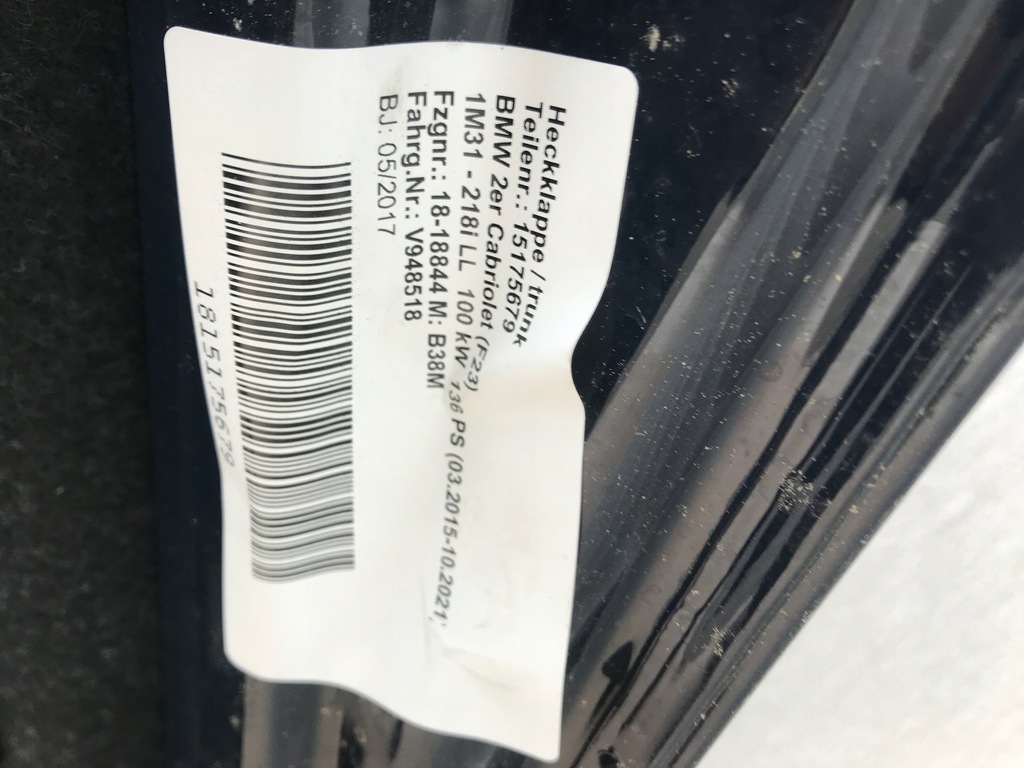 Heckklappe / trunk
Teilenr.: 15175679
BMW 2er Cabriolet (F23)
1M31 - 218i LL 100 kW 136 PS (03.2015-10.2021)
Fzgnr.: 18-18844 M: B38M
Fahrg.Nr.: V948518
BJ: 05/2017
1815175679